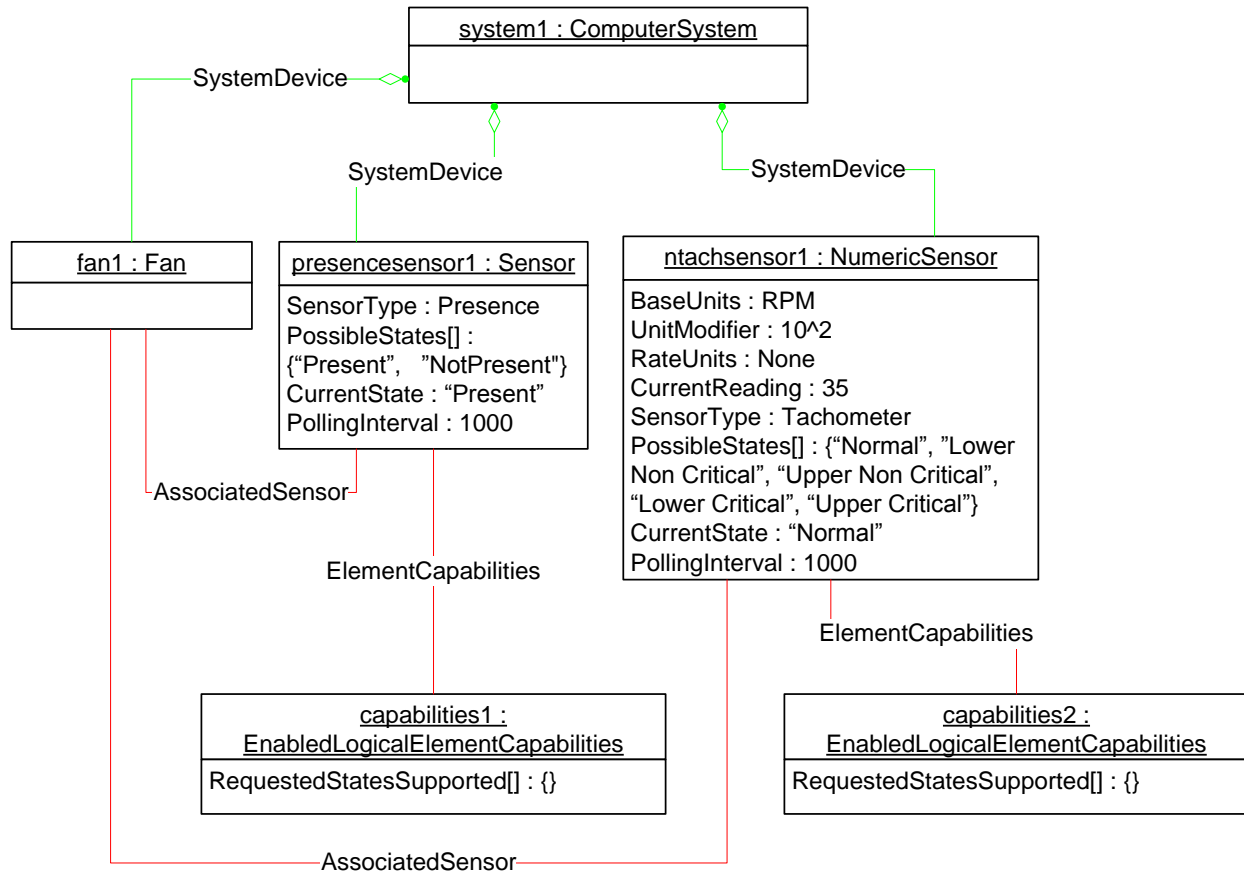 system1 : ComputerSystem
SystemDevice
SystemDevice
SystemDevice
fan1 : Fan
presencesensor1 : Sensor
SensorType : Presence
PossibleStates[] :
{“Present”, ”NotPresent"}
CurrentState : “Present”
PollingInterval : 1000
ntachsensor1 : NumericSensor
BaseUnits : RPM
UnitModifier : 10^2
RateUnits : None
CurrentReading : 35
SensorType : Tachometer
PossibleStates[] : {“Normal”, ”Lower
Non Critical”, “Upper Non Critical”,
“Lower Critical”, “Upper Critical”}
CurrentState : “Normal”
PollingInterval : 1000
AssociatedSensor
ElementCapabilities
ElementCapabilities
capabilities1 :
EnabledLogicalElementCapabilities
RequestedStatesSupported[] : {}
capabilities2 :
EnabledLogicalElementCapabilities
RequestedStatesSupported[] : {}
AssociatedSensor